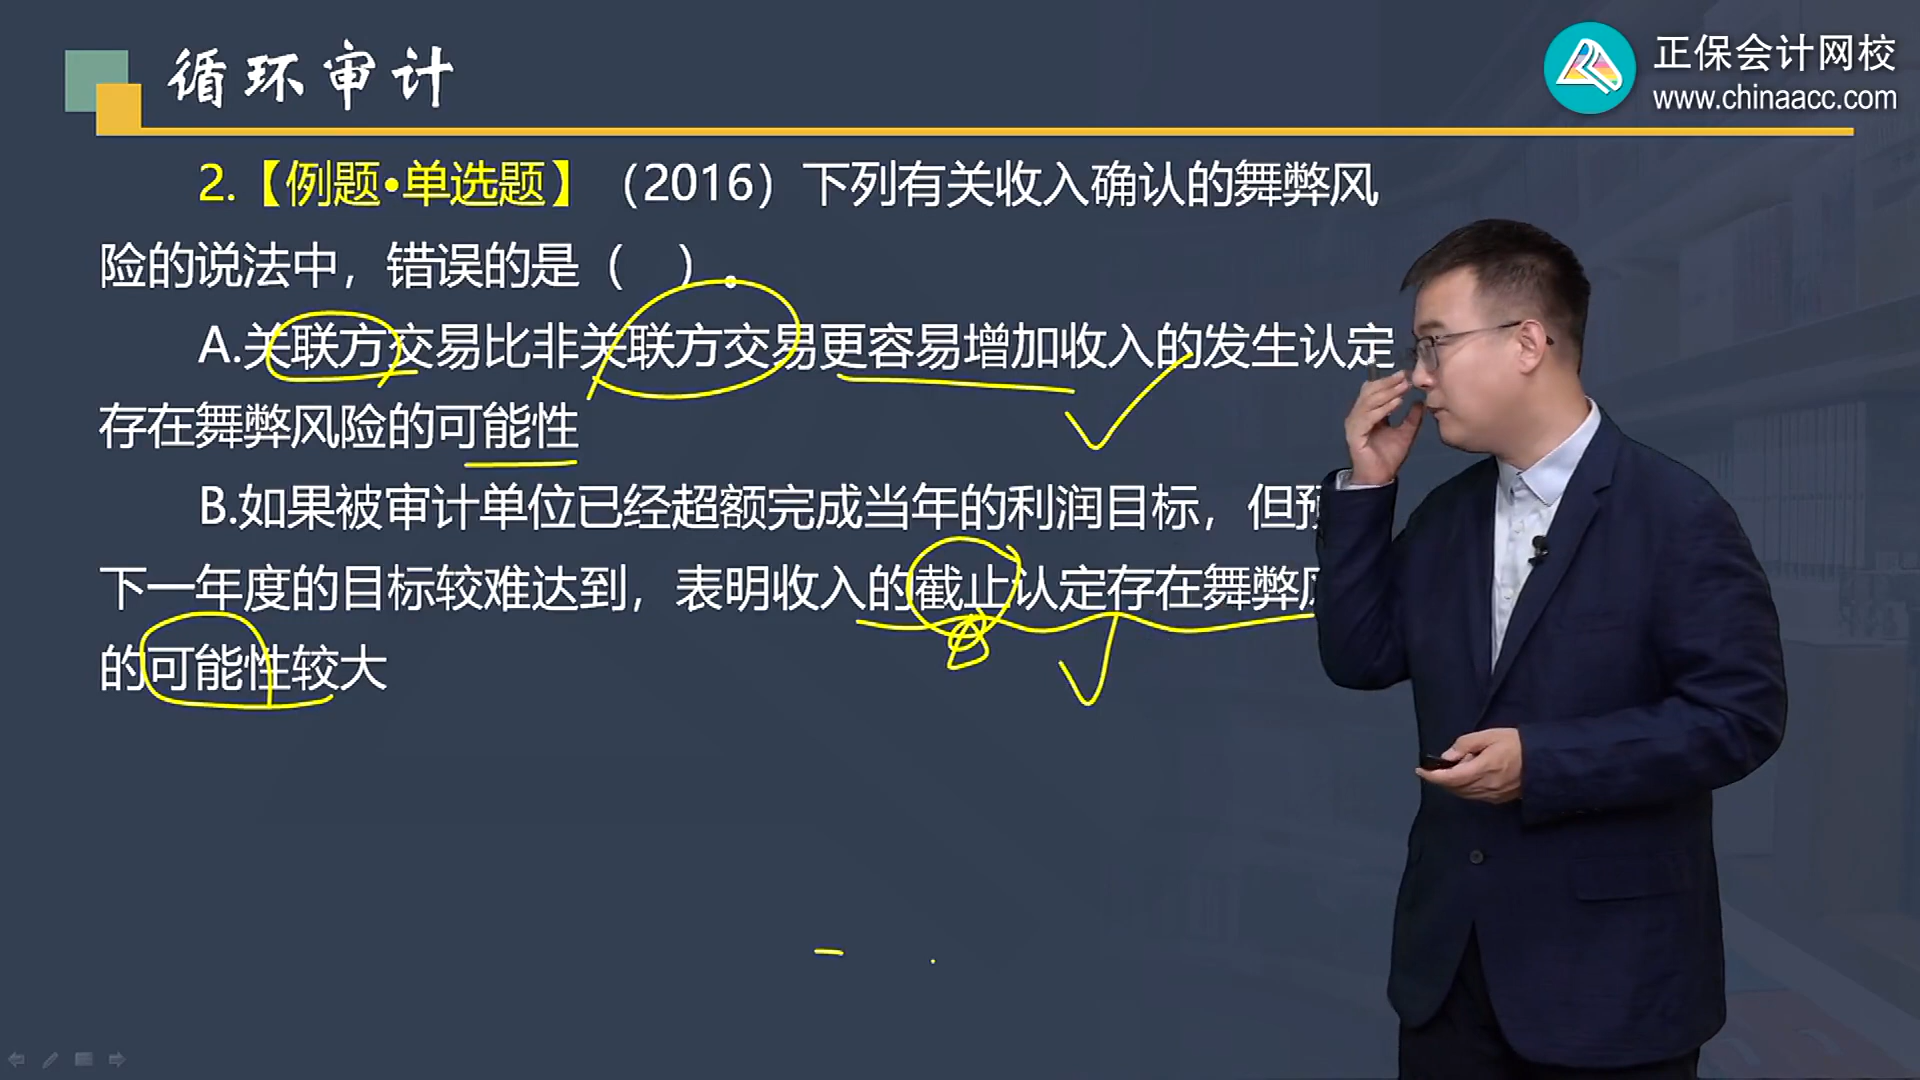 循环审计
正保会计网校
www.chinaacc.com
2.【例题•单选题】（2016）下列有关收入确认的舞弊风
险的说法中，错误的是（ ）。
A.关联方交易比非关联方交易更容易增加收入的发生认定
存在舞弊风险的可能性
B.如果被审计单位已经超额完成当年的利润目标，但预
下一年度的目标较难达到，表明收入的截止认定存在舞弊风
的可能性较大